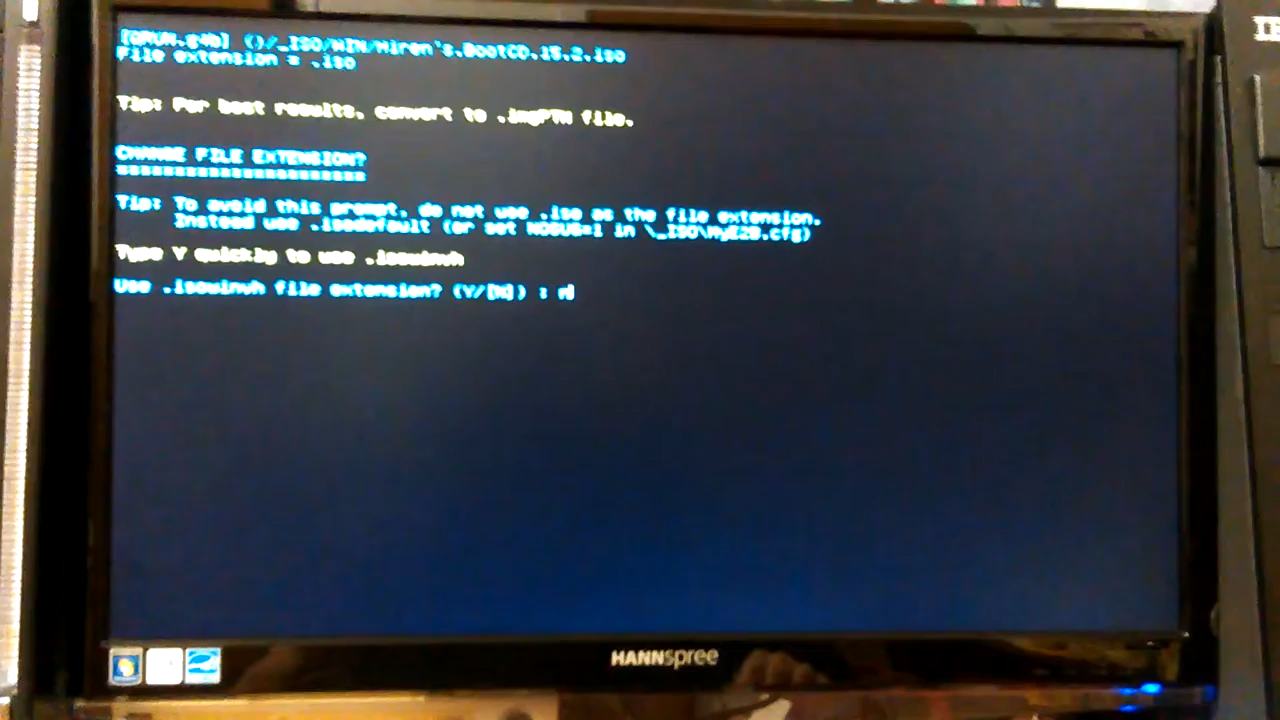 [QRUN.g4b] ()/_ISO/WIN/Hiren's.BootCD.15.2.iso
File extension = .iso
Tip: For best results, convert to .imgPTN file.
CHANGE FILE EXTENSION?
======================
Tip: To avoid this prompt, do not use .iso as the file extension.
Instead use .isodefault (or set NOSUG=1 in \_ISO\MyE2B.cfg)
Type Y quickly to use .isowinvh
Use .isowinvh file extension? (Y/[N]) : n
HANNspree